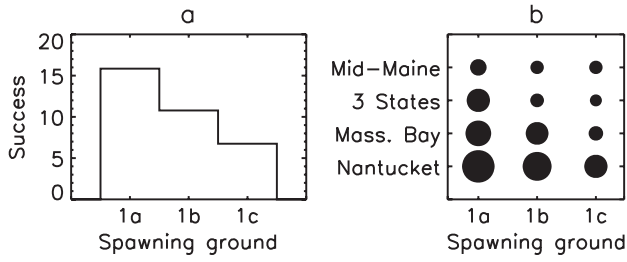 a
Success
20
15
10
5
0
1a 1b 1c
Spawning ground
b
Mid-Maine
3 States
Mass. Bay
Nantucket
1a 1b 1c
Spawning ground